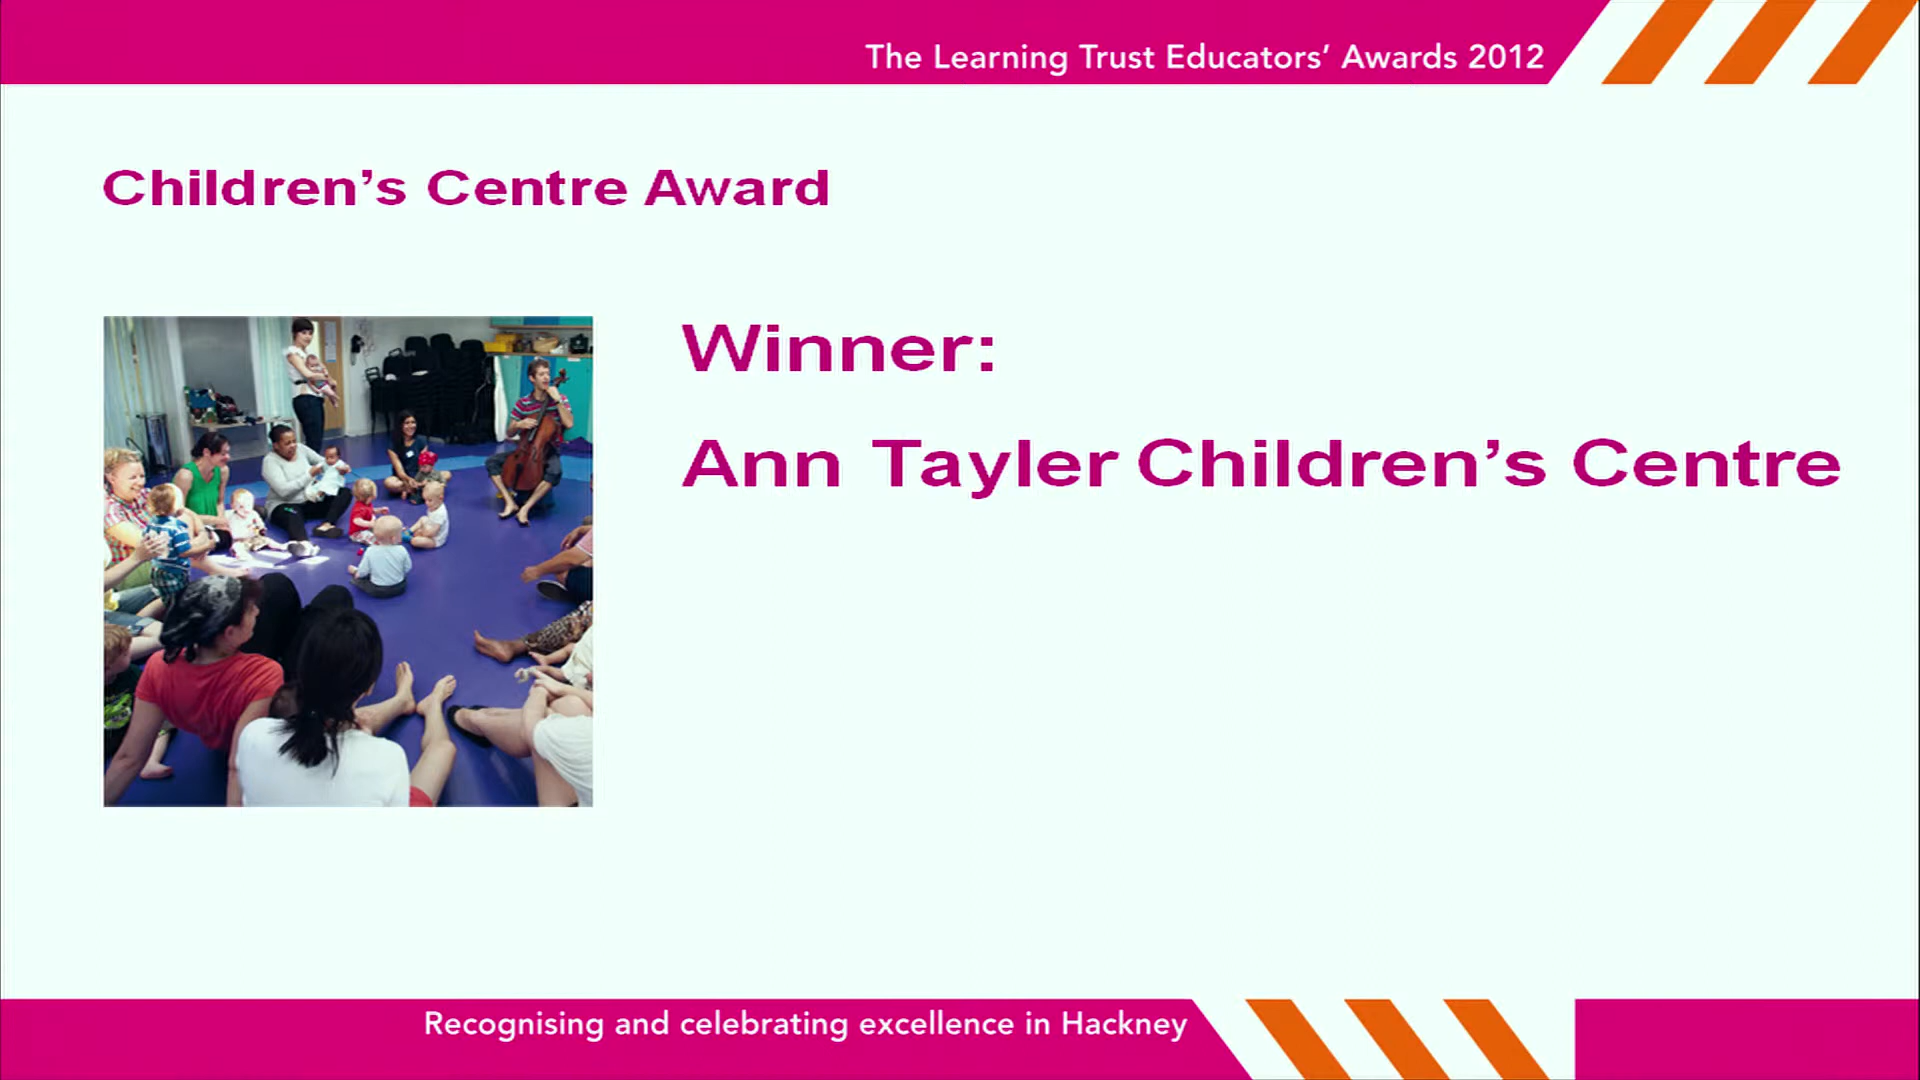 The Learning Trust Educators’ Awards 2012
Children’s Centre Award
Winner:
Ann Tayler Children’s Centre
Recognising and celebrating excellence in Hackney